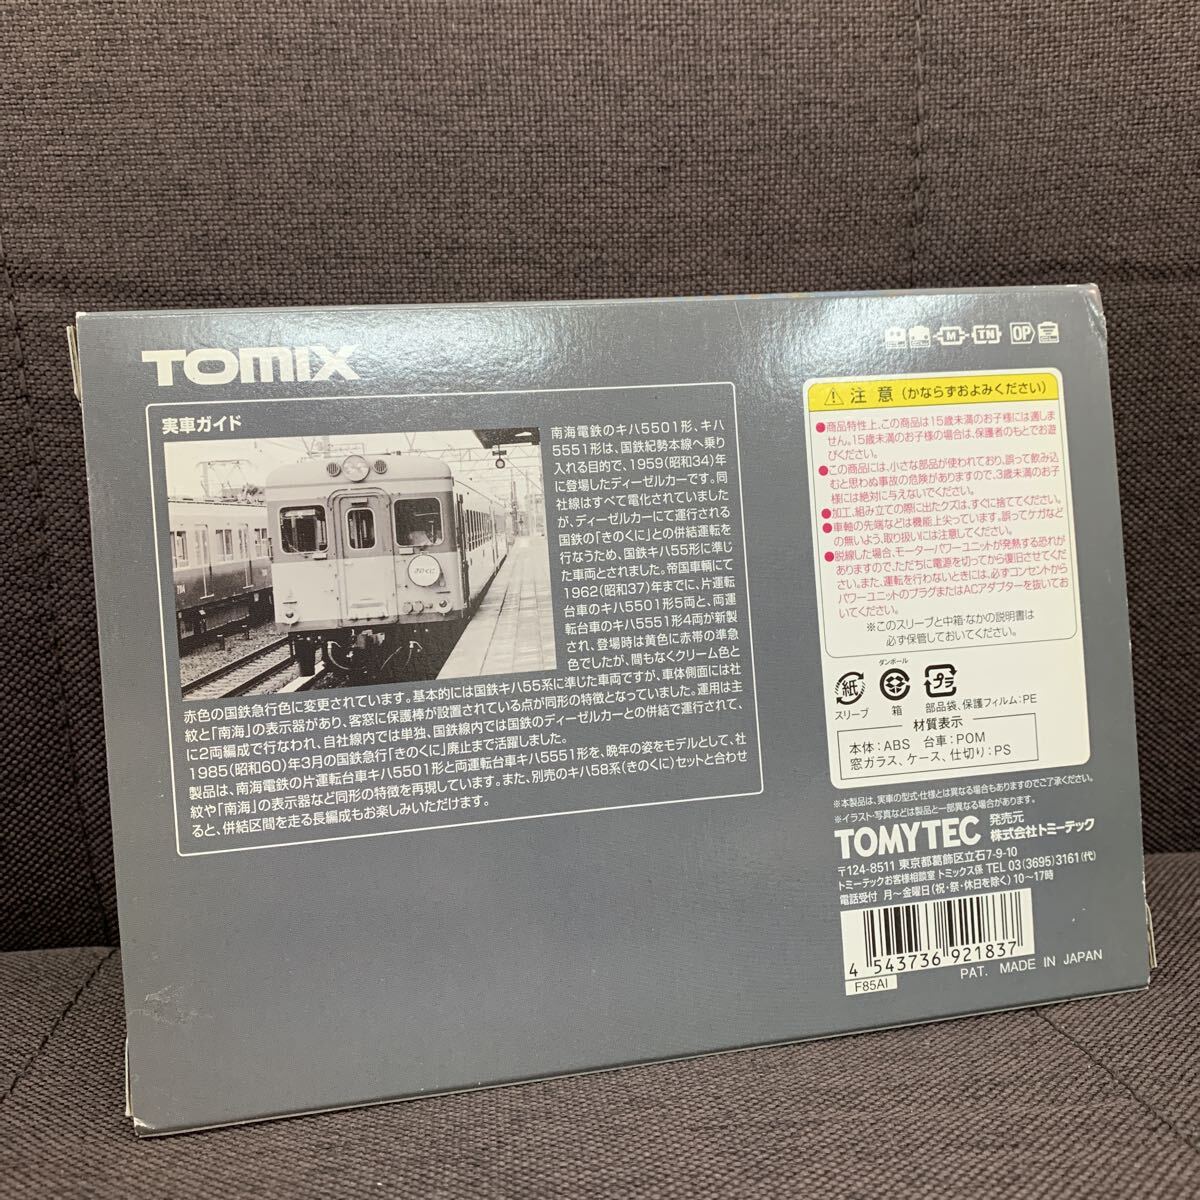 TOMIX
M
TN
OP
実車ガイド
きのくに
南海電鉄のキハ5501形、キハ
5551形は、国鉄紀勢本線へ乗り
入れる目的で、1959(昭和34)年
に登場したディーゼルカーです。同
社線はすべて電化されていました
が、ディーゼルカーにて運行される
国鉄の「きのくに」との併結運転を
行なうため、国鉄キハ55形に準じ
た車両とされました。帝国車輌にて
1962(昭和37)年までに、片運転
台車のキハ5501形5両と、両運
転台車のキハ5551形4両が新製
され、登場時は黄色に赤帯の準急
色でしたが、間もなくクリーム色と
赤色の国鉄急行色に変更されています。基本的には国鉄キハ55系に準じた車両ですが、車体側面には社
紋と「南海」の表示器があり、客窓に保護棒が設置されている点が同形の特徴となっていました。運用は主
に2両編成で行なわれ、自社線内では単独、国鉄線内では国鉄のディーゼルカーとの併結で運行されて、
1985(昭和60)年3月の国鉄急行「きのくに」廃止まで活躍しました。
製品は、南海電鉄の片運転台車キハ5501形と両運転台車キハ5551形を、晩年の姿をモデルとして、社
紋や「南海」の表示器など同形の特徴を再現しています。また、別売のキハ58系(きのくに)セットと合わせ
ると、併結区間を走る長編成もお楽しみいただけます。
⚠ 注意 (かならずおよみください)
●商品特性上、この商品は15歳未満のお子様には適しま
せん。15歳未満のお子様の場合は、保護者のもとでお遊
びください。
●この商品には、小さな部品が使われており、誤って飲み込
むと思わぬ事故の危険がありますので、3歳未満のお子
様には絶対に与えないでください。
●加工、組み立ての際に出たクズは、すぐに捨ててください。
●車軸の先端などは機能上尖っています。誤ってケガなど
の無いよう、取り扱いには注意してください。
●脱線した場合、モーターパワーユニットが発熱する恐れが
ありますので、ただちに電源を切ってから復旧させてくだ
さい。また、運転を行わないときには、必ずコンセントから
パワーユニットのプラグまたはACアダプターを抜いてお
いてください。
※このスリーブと中箱・なかの説明書は
必ず保管しておいてください。
紙
スリーブ
ダンボール
箱
プラ
部品袋、保護フィルム:PE
材質表示
本体:ABS 台車:POM
窓ガラス、ケース、仕切り:PS
※本製品は、実車の型式・仕様とは異なる場合もありますのでご了承ください。
※イラスト・写真などは製品と一部異なる場合があります。
TOMYTEC 発売元 株式会社トミーテック
〒124-8511 東京都葛飾区立石7-9-10
トミーテックお客様相談室 トミックス係 TEL 03(3695)3161(代)
電話受付 月〜金曜日(祝・祭・休日を除く)10〜17時
4 543736 921837
F85AI
PAT. MADE IN JAPAN